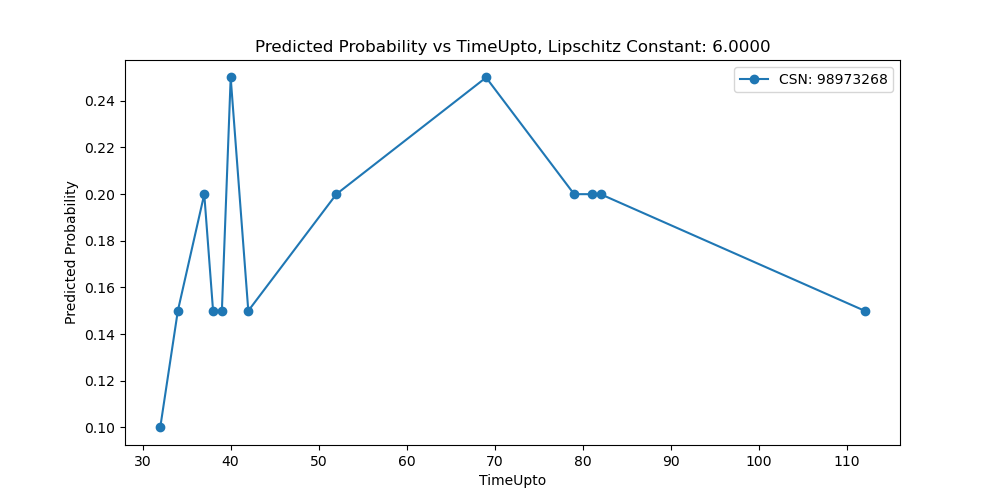 Predicted Probability vs TimeUpto, Lipschitz Constant: 6.0000
CSN: 98973268
Predicted Probability
0.24
0.22
0.20
0.18
0.16
0.14
0.12
0.10
30 40 50 60 70 80 90 100 110
TimeUpto